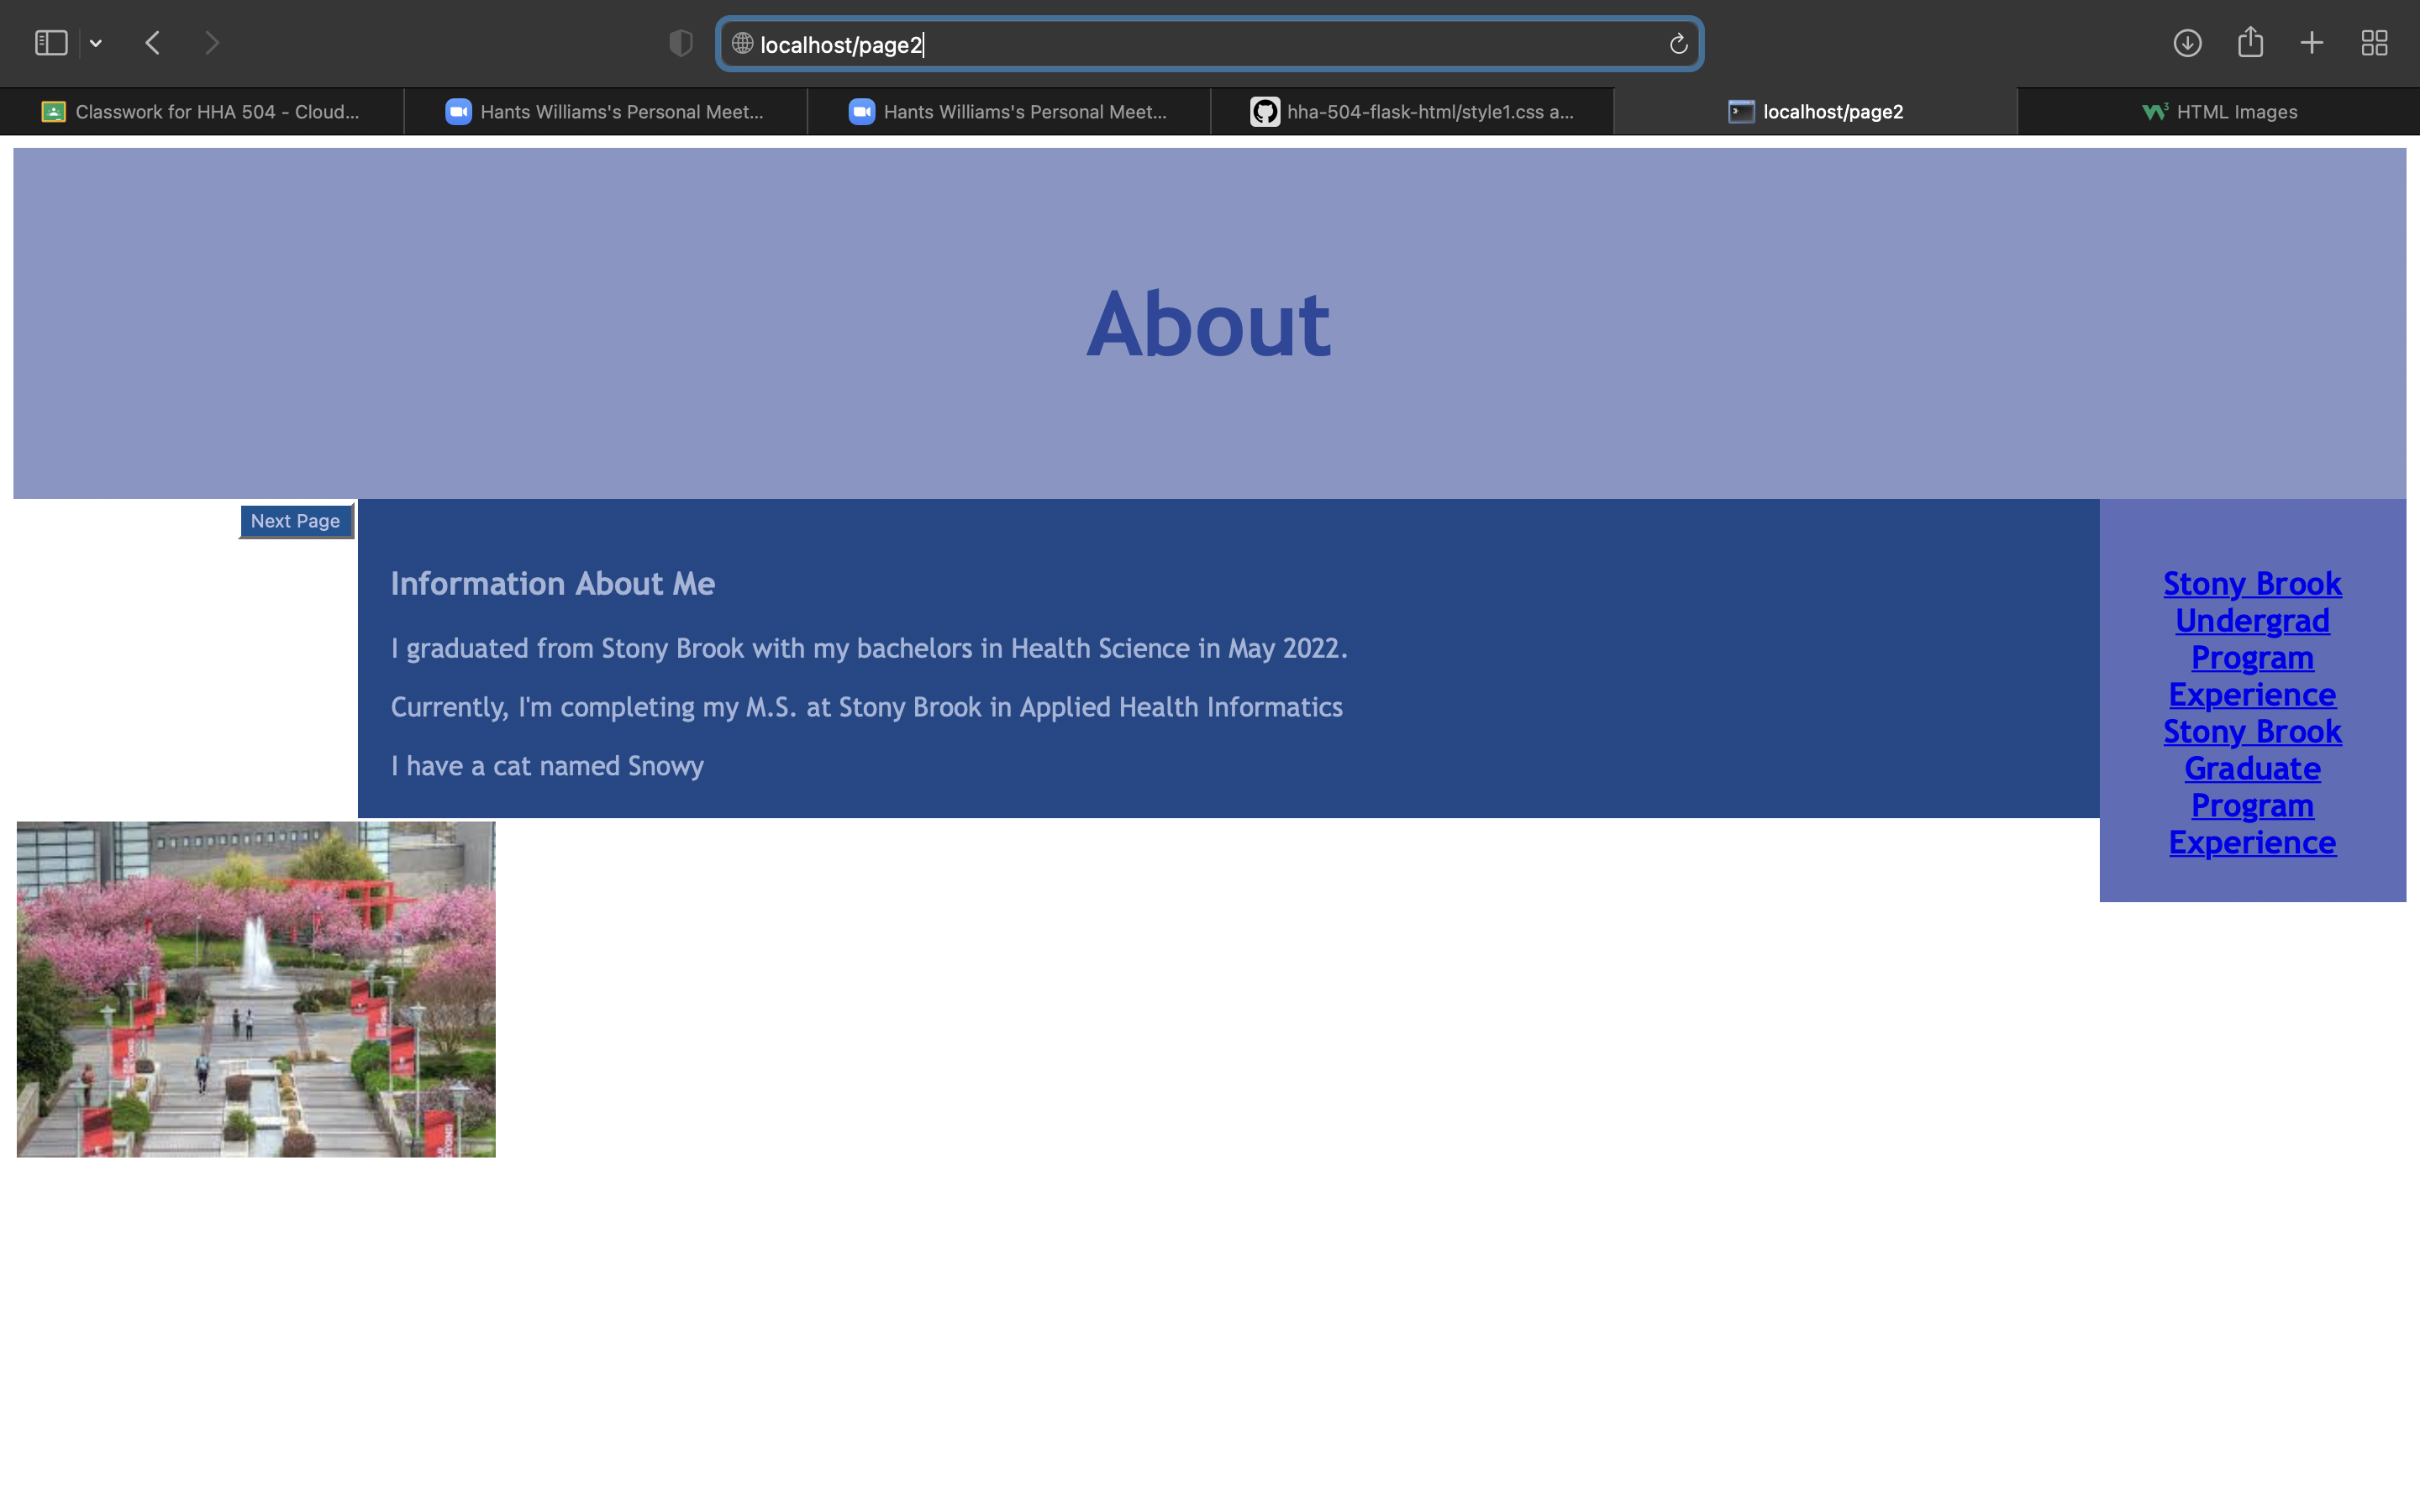 localhost/page2
Classwork for HHA 504 - Cloud...
Hants Williams's Personal Meet...
Hants Williams's Personal Meet...
hha-504-flask-html/style1.css a...
localhost/page2
HTML Images
About
Next Page
Information About Me
I graduated from Stony Brook with my bachelors in Health Science in May 2022.
Currently, I'm completing my M.S. at Stony Brook in Applied Health Informatics
I have a cat named Snowy
Stony Brook
Undergrad
Program
Experience
Stony Brook
Graduate
Program
Experience